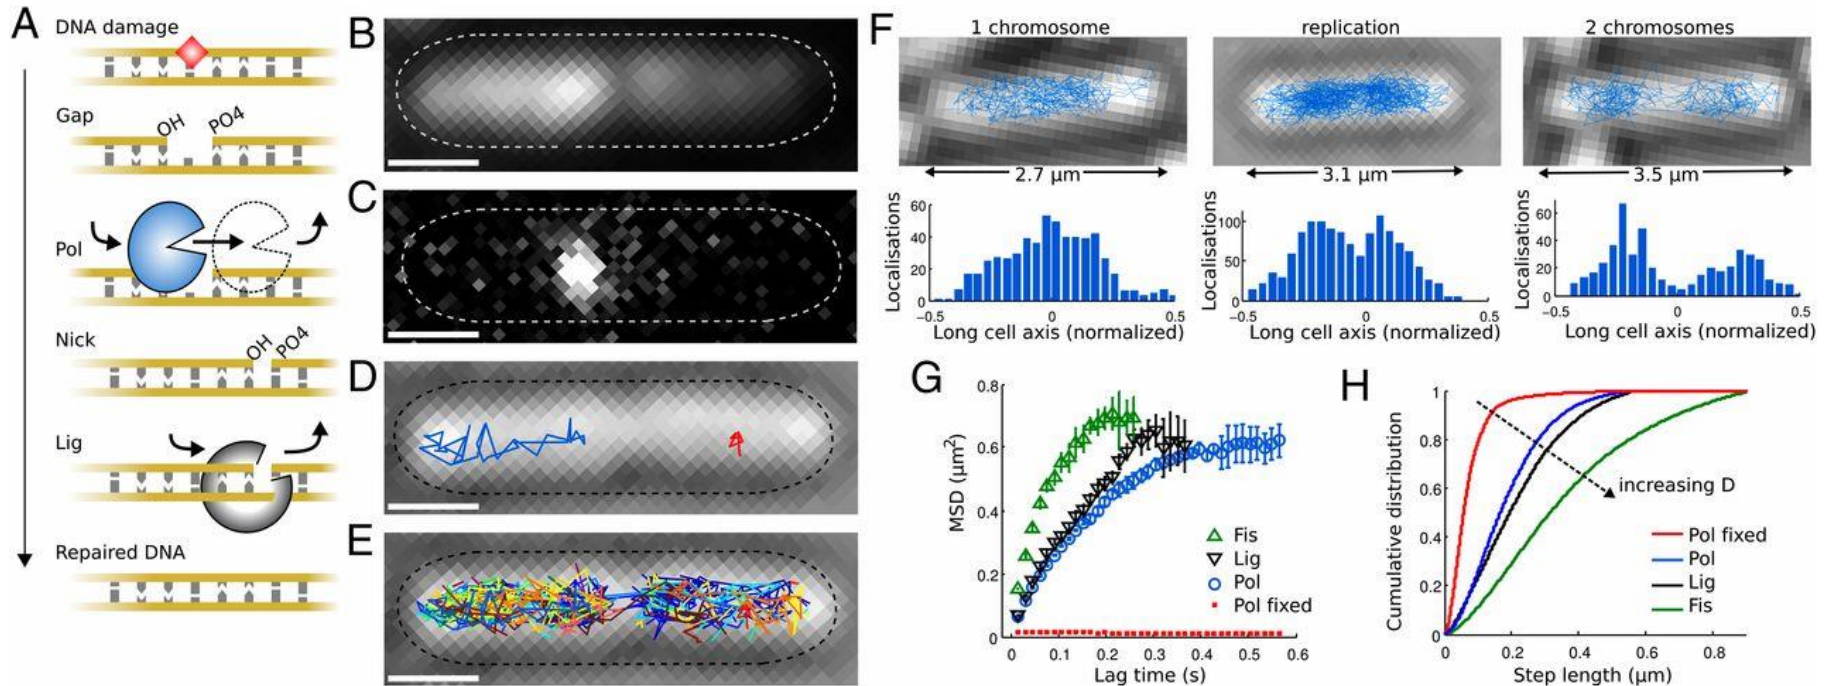 A
DNA damage
Gap
OH
PO4
Pol
Nick
OH
PO4
Lig
Repaired DNA
B
C
D
E
F
1 chromosome
replication
2 chromosomes
2.7 μm
3.1 μm
3.5 μm
Localisations
60
40
20
0
-0.5
0
0.5
Long cell axis (normalized)
Localisations
100
50
0
-0.5
0
0.5
Long cell axis (normalized)
Localisations
60
40
20
0
-0.5
0
0.5
Long cell axis (normalized)
G
MSD (μm²)
0.8
0.6
0.4
0.2
0
0
0.1
0.2
0.3
0.4
0.5
0.6
Lag time (s)
Fis
Lig
Pol
Pol fixed
H
Cumulative distribution
1
0.8
0.6
0.4
0.2
0
0
0.2
0.4
0.6
0.8
Step length (μm)
increasing D
Pol fixed
Pol
Lig
Fis